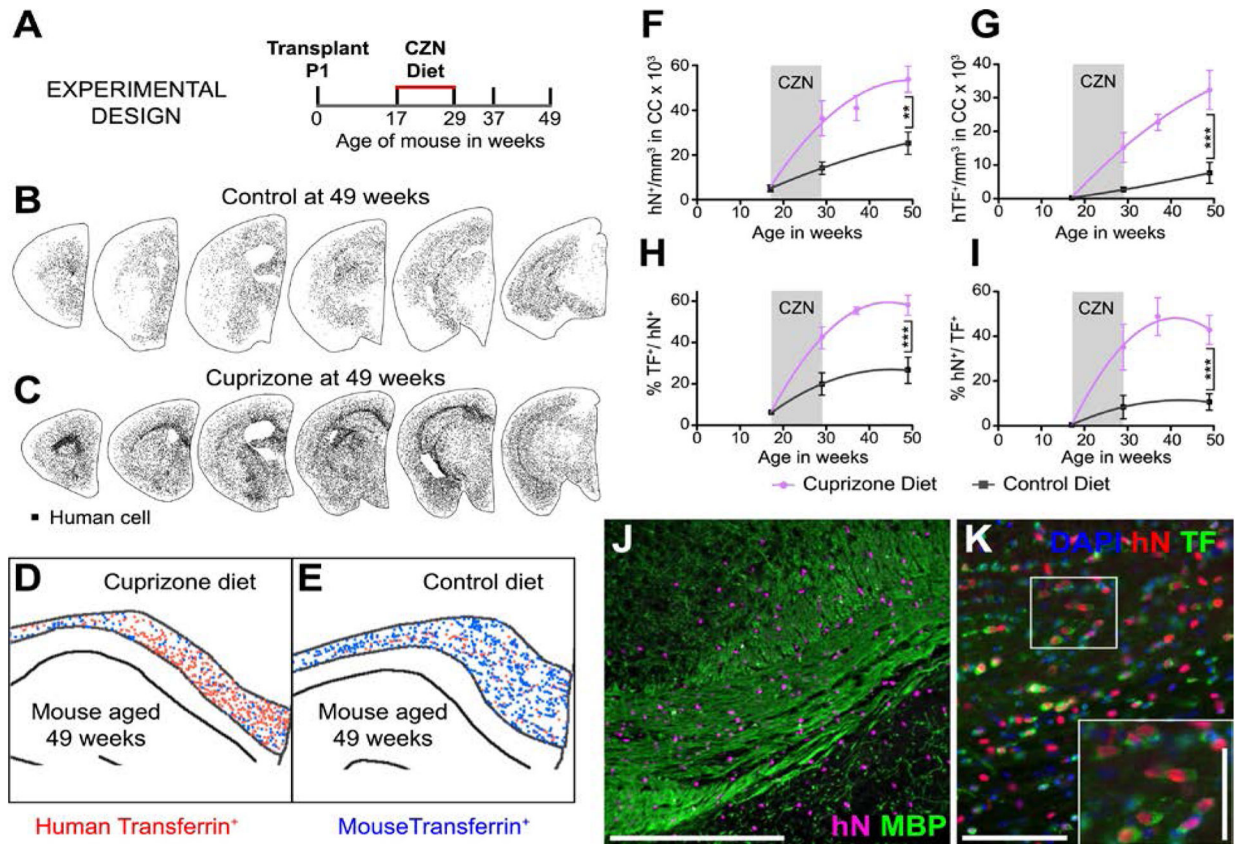 A
EXPERIMENTAL
DESIGN
Transplant
P1
CZN
Diet
0 17 29 37 49
Age of mouse in weeks
B
Control at 49 weeks
C
Cuprizone at 49 weeks
Human cell
D
Cuprizone diet
Mouse aged
49 weeks
E
Control diet
Mouse aged
49 weeks
Human Transferrin⁺
MouseTransferrin⁺
F
hN⁺/mm³ in CC x 10³
60
40
20
0
CZN
**
0 10 20 30 40 50
Age in weeks
G
hTF⁺/mm³ in CC x 10³
40
30
20
10
0
CZN
***
0 10 20 30 40 50
Age in weeks
H
% TF⁺/ hN⁺
60
40
20
0
CZN
***
0 10 20 30 40 50
Age in weeks
I
% hN⁺/ TF⁺
60
40
20
0
CZN
***
0 10 20 30 40 50
Age in weeks
Cuprizone Diet
Control Diet
J
hN MBP
K
DAPI hN TF